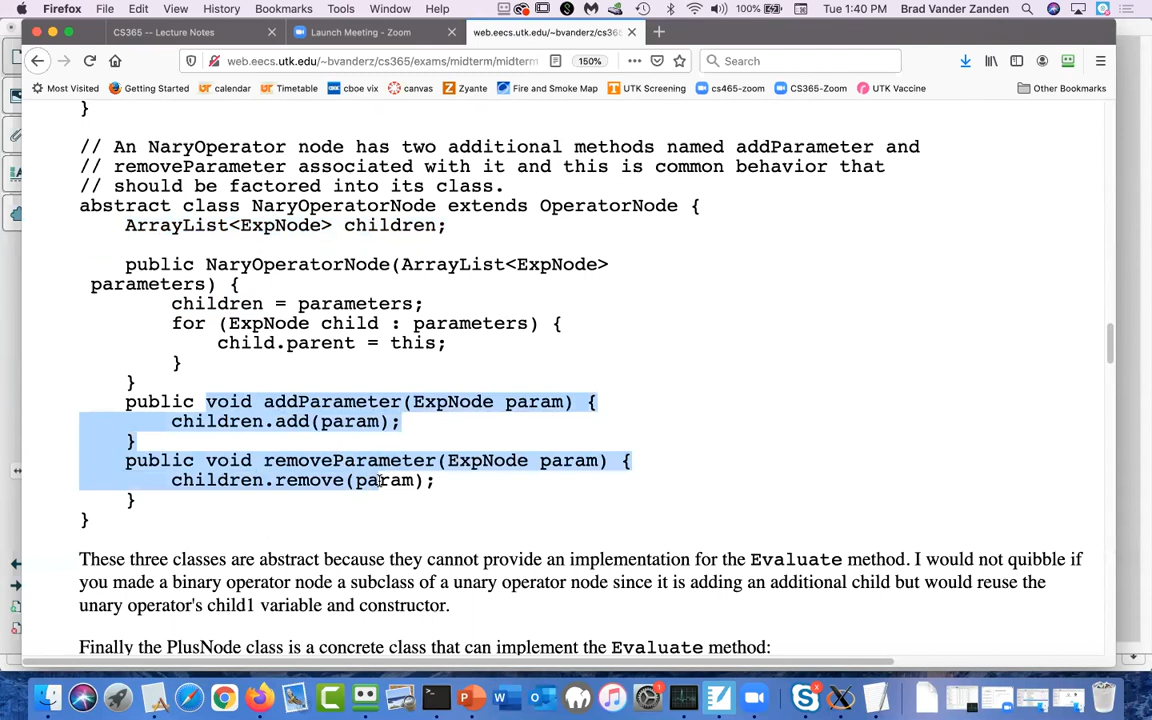 Firefox File Edit View History Bookmarks Tools Window Help 100% Tue 1:40 PM Brad Vander Zanden
CS365 -- Lecture Notes × Launch Meeting - Zoom × web.eecs.utk.edu/~bvanderz/cs365 × +
web.eecs.utk.edu/~bvanderz/cs365/exams/midterm/midterm 150% Search
Most Visited Getting Started calendar Timetable cboe vix canvas Zyante Fire and Smoke Map UTK Screening cs465-zoom CS365-Zoom UTK Vaccine Other Bookmarks
}
// An NaryOperator node has two additional methods named addParameter and
// removeParameter associated with it and this is common behavior that
// should be factored into its class.
abstract class NaryOperatorNode extends OperatorNode {
ArrayList<ExpNode> children;
public NaryOperatorNode(ArrayList<ExpNode>
parameters) {
children = parameters;
for (ExpNode child : parameters) {
child.parent = this;
}
}
public void addParameter(ExpNode param) {
children.add(param);
}
public void removeParameter(ExpNode param) {
children.remove(param);
}
}
These three classes are abstract because they cannot provide an implementation for the Evaluate method. I would not quibble if
you made a binary operator node a subclass of a unary operator node since it is adding an additional child but would reuse the
unary operator's child1 variable and constructor.
Finally the PlusNode class is a concrete class that can implement the Evaluate method: